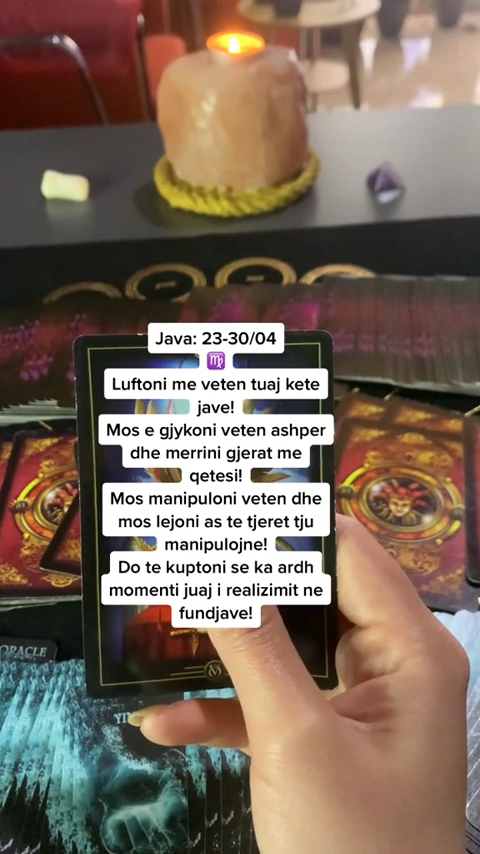 Java: 23-30/04
♍
Luftoni me veten tuaj kete
jave!
Mos e gjykoni veten ashper
dhe merrini gjerat me
qetesi!
Mos manipuloni veten dhe
mos lejoni as te tjeret tju
manipulojne!
Do te kuptoni se ka ardh
momenti juaj i realizimit ne
fundjave!
ORACLE